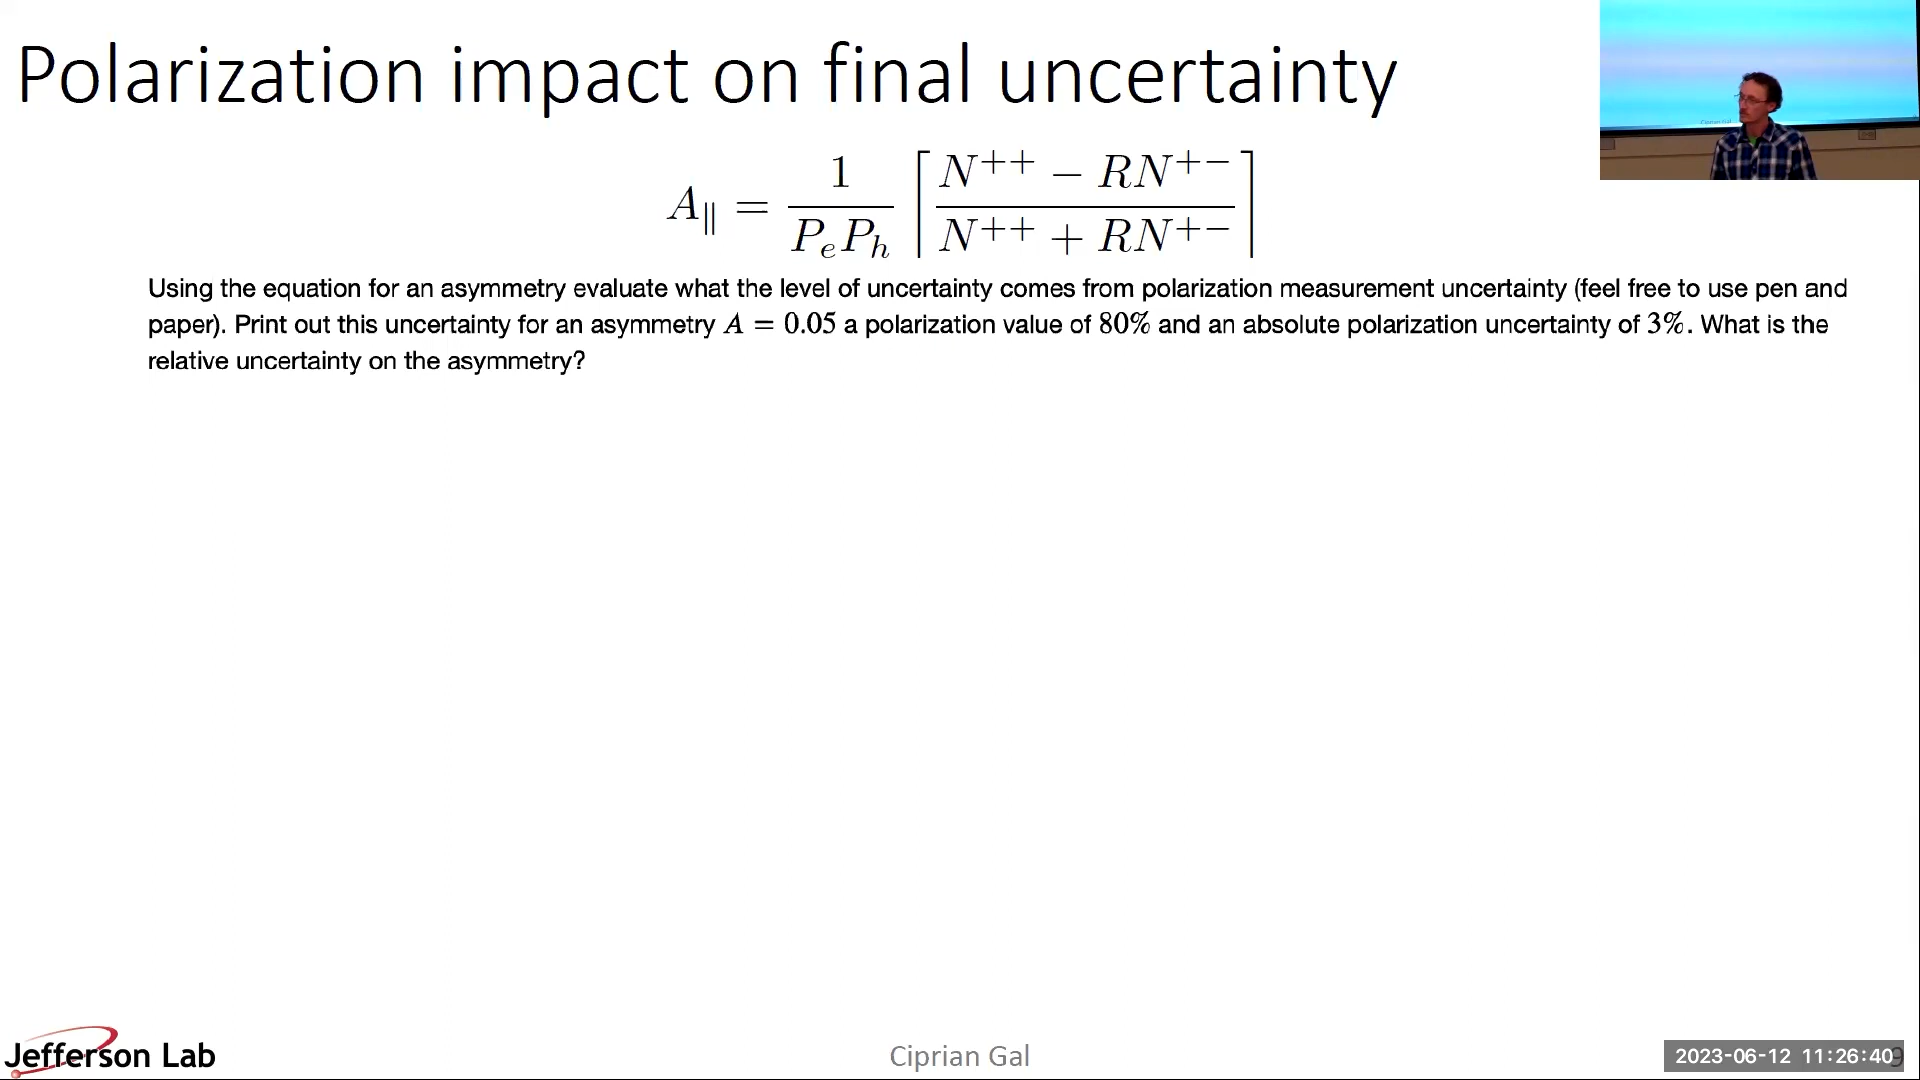 Polarization impact on final uncertainty
A∥ = 1/(PₑPₕ) ⌈(N⁺⁺ − RN⁺⁻)/(N⁺⁺ + RN⁺⁻)⌉
Using the equation for an asymmetry evaluate what the level of uncertainty comes from polarization measurement uncertainty (feel free to use pen and
paper). Print out this uncertainty for an asymmetry A = 0.05 a polarization value of 80% and an absolute polarization uncertainty of 3%. What is the
relative uncertainty on the asymmetry?
Jefferson Lab
Ciprian Gal
2023-06-12 11:26:40
9